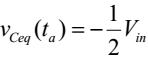 v_{Ceq}(t_a) = -\frac{1}{2}V_{in}